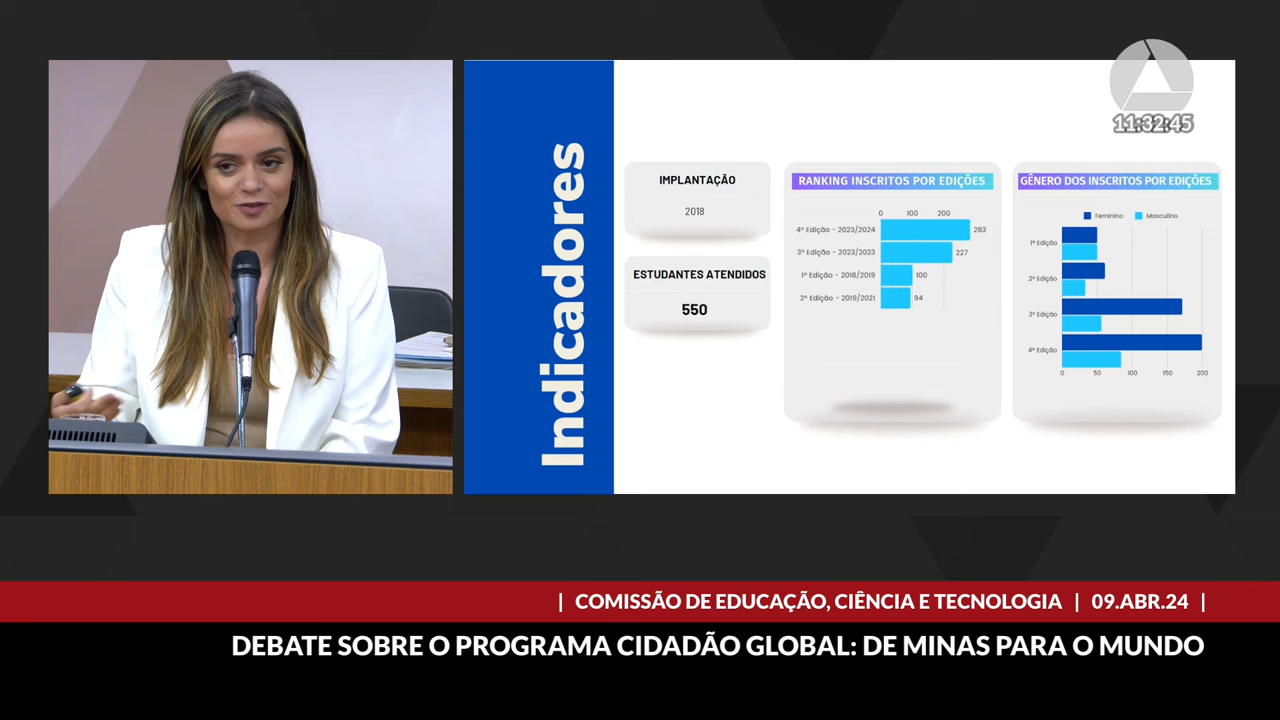 11:32:45
Indicadores
IMPLANTAÇÃO
2018
ESTUDANTES ATENDIDOS
550
RANKING INSCRITOS POR EDIÇÕES
0 100 200
4ª Edição - 2023/2024 283
3ª Edição - 2023/2023 227
1ª Edição - 2018/2019 100
2ª Edição - 2019/2021 94
GÊNERO DOS INSCRITOS POR EDIÇÕES
Feminino Masculino
1ª Edição
2ª Edição
3ª Edição
4ª Edição
0 50 100 150 200
| COMISSÃO DE EDUCAÇÃO, CIÊNCIA E TECNOLOGIA | 09.ABR.24 |
DEBATE SOBRE O PROGRAMA CIDADÃO GLOBAL: DE MINAS PARA O MUNDO